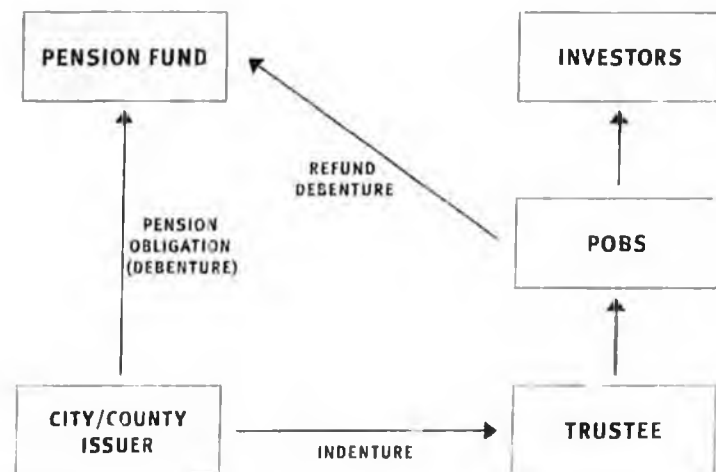 PENSION FUND
INVESTORS
REFUND
DEBENTURE
PENSION
OBLIGATION
(DEBENTURE)
POBS
CITY/COUNTY
ISSUER
INDENTURE
TRUSTEE